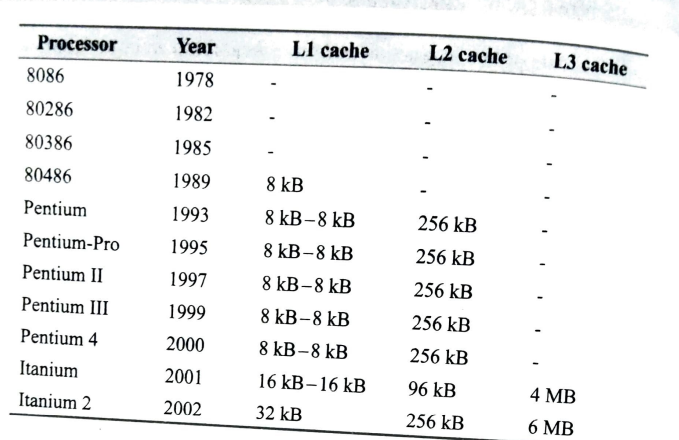 Processor Year L1 cache L2 cache L3 cache
8086 1978 - - -
80286 1982 - - -
80386 1985 - - -
80486 1989 8 kB - -
Pentium 1993 8 kB–8 kB 256 kB -
Pentium-Pro 1995 8 kB–8 kB 256 kB -
Pentium II 1997 8 kB–8 kB 256 kB -
Pentium III 1999 8 kB–8 kB 256 kB -
Pentium 4 2000 8 kB–8 kB 256 kB -
Itanium 2001 16 kB–16 kB 96 kB 4 MB
Itanium 2 2002 32 kB 256 kB 6 MB